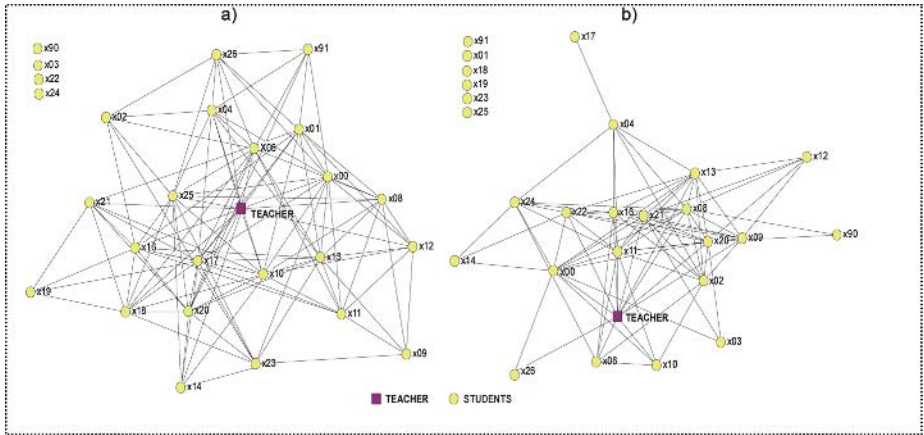 a)
x90
x03
x22
x24
x26
x91
x02
x04
x01
X06
x00
x25
x08
x21
TEACHER
x16
x12
x17
x13
x10
x19
x18
x20
x11
x09
x23
x14
b)
x91
x01
x18
x19
x23
x25
x17
x04
x13
x12
x24
x22
x16
x21
x08
x20
x09
x90
x11
x14
x00
x02
TEACHER
x03
x06
x10
x26
TEACHER
STUDENTS